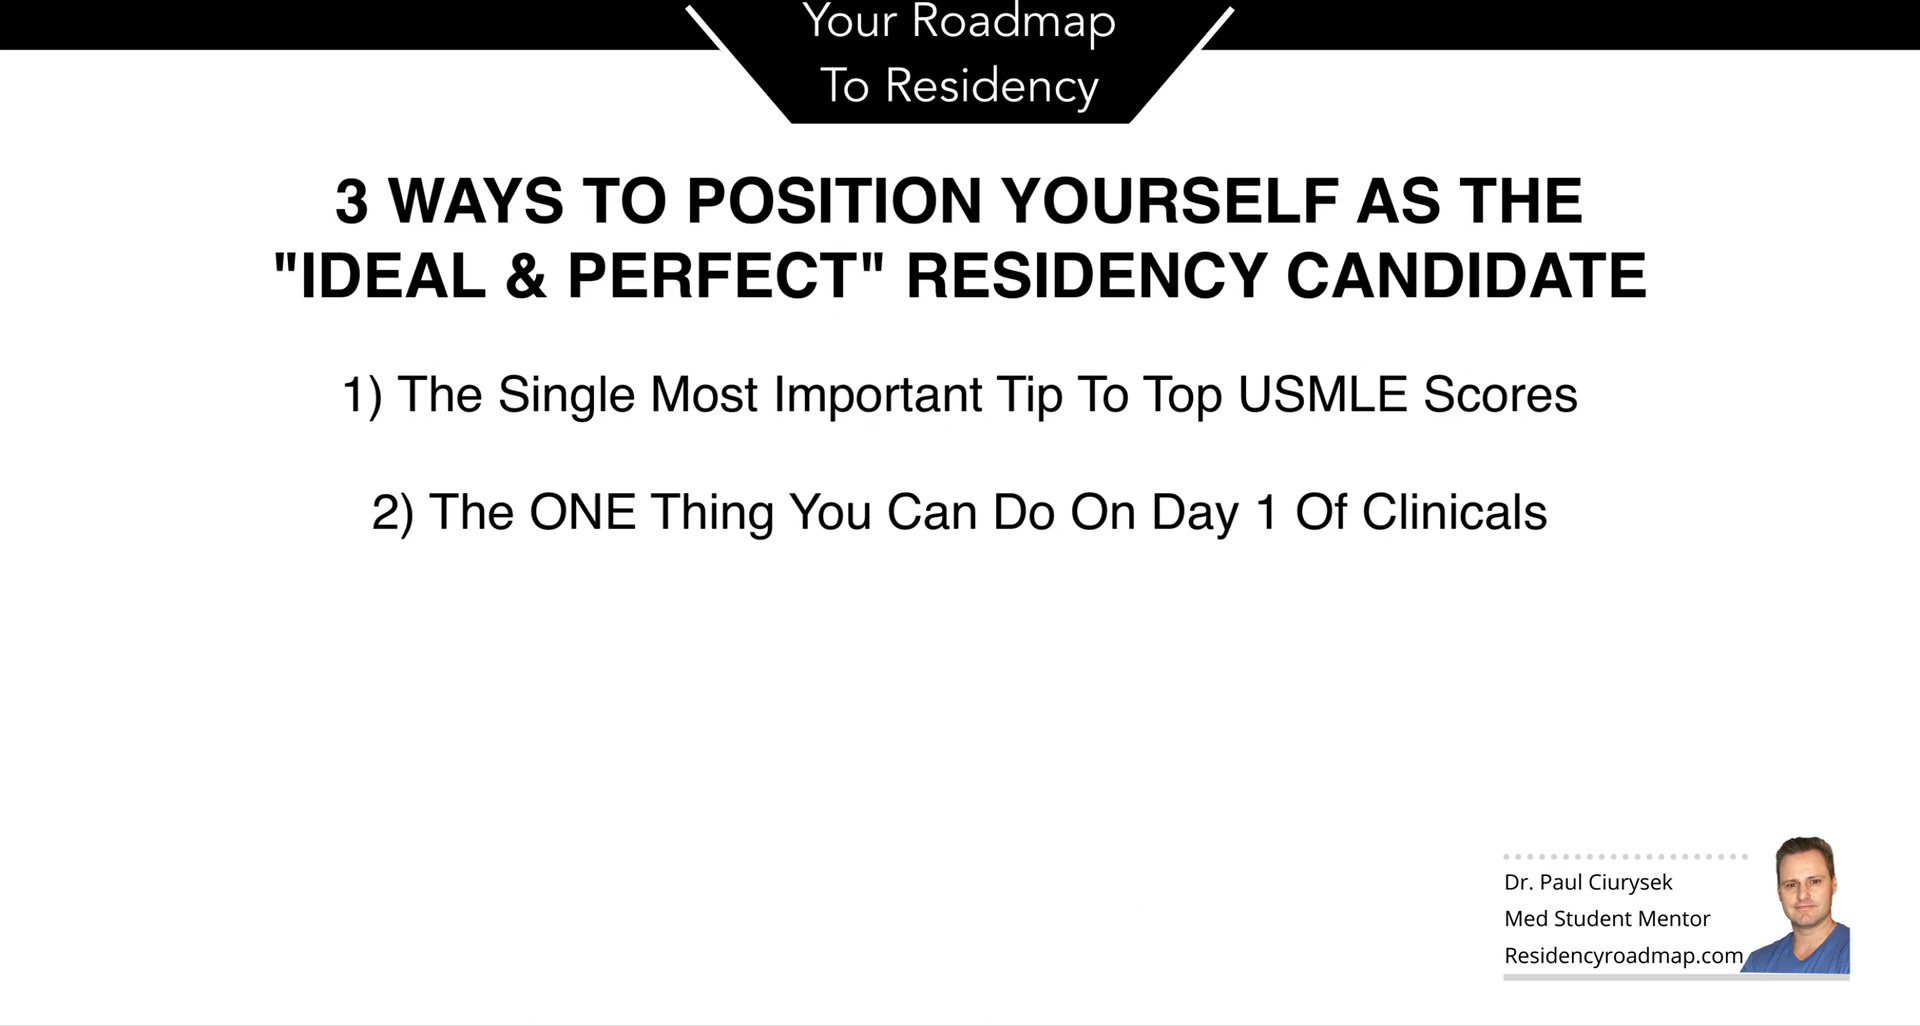 Your Roadmap
To Residency
3 WAYS TO POSITION YOURSELF AS THE
"IDEAL & PERFECT" RESIDENCY CANDIDATE
1) The Single Most Important Tip To Top USMLE Scores
2) The ONE Thing You Can Do On Day 1 Of Clinicals
Dr. Paul Ciurysek
Med Student Mentor
Residencyroadmap.com